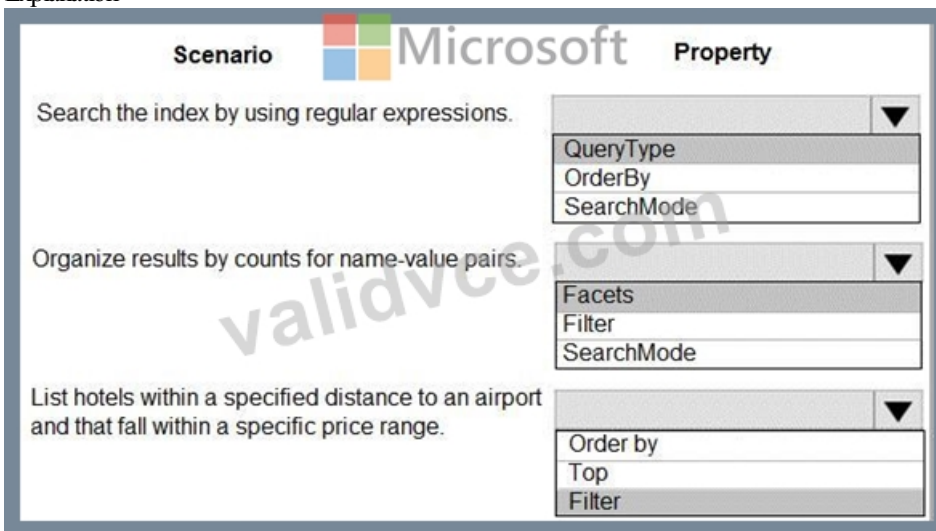 Microsoft
Scenario
Property
Search the index by using regular expressions.
QueryType
OrderBy
SearchMode
Organize results by counts for name-value pairs.
Facets
Filter
SearchMode
List hotels within a specified distance to an airport
and that fall within a specific price range.
Order by
Top
Filter
validvce.com